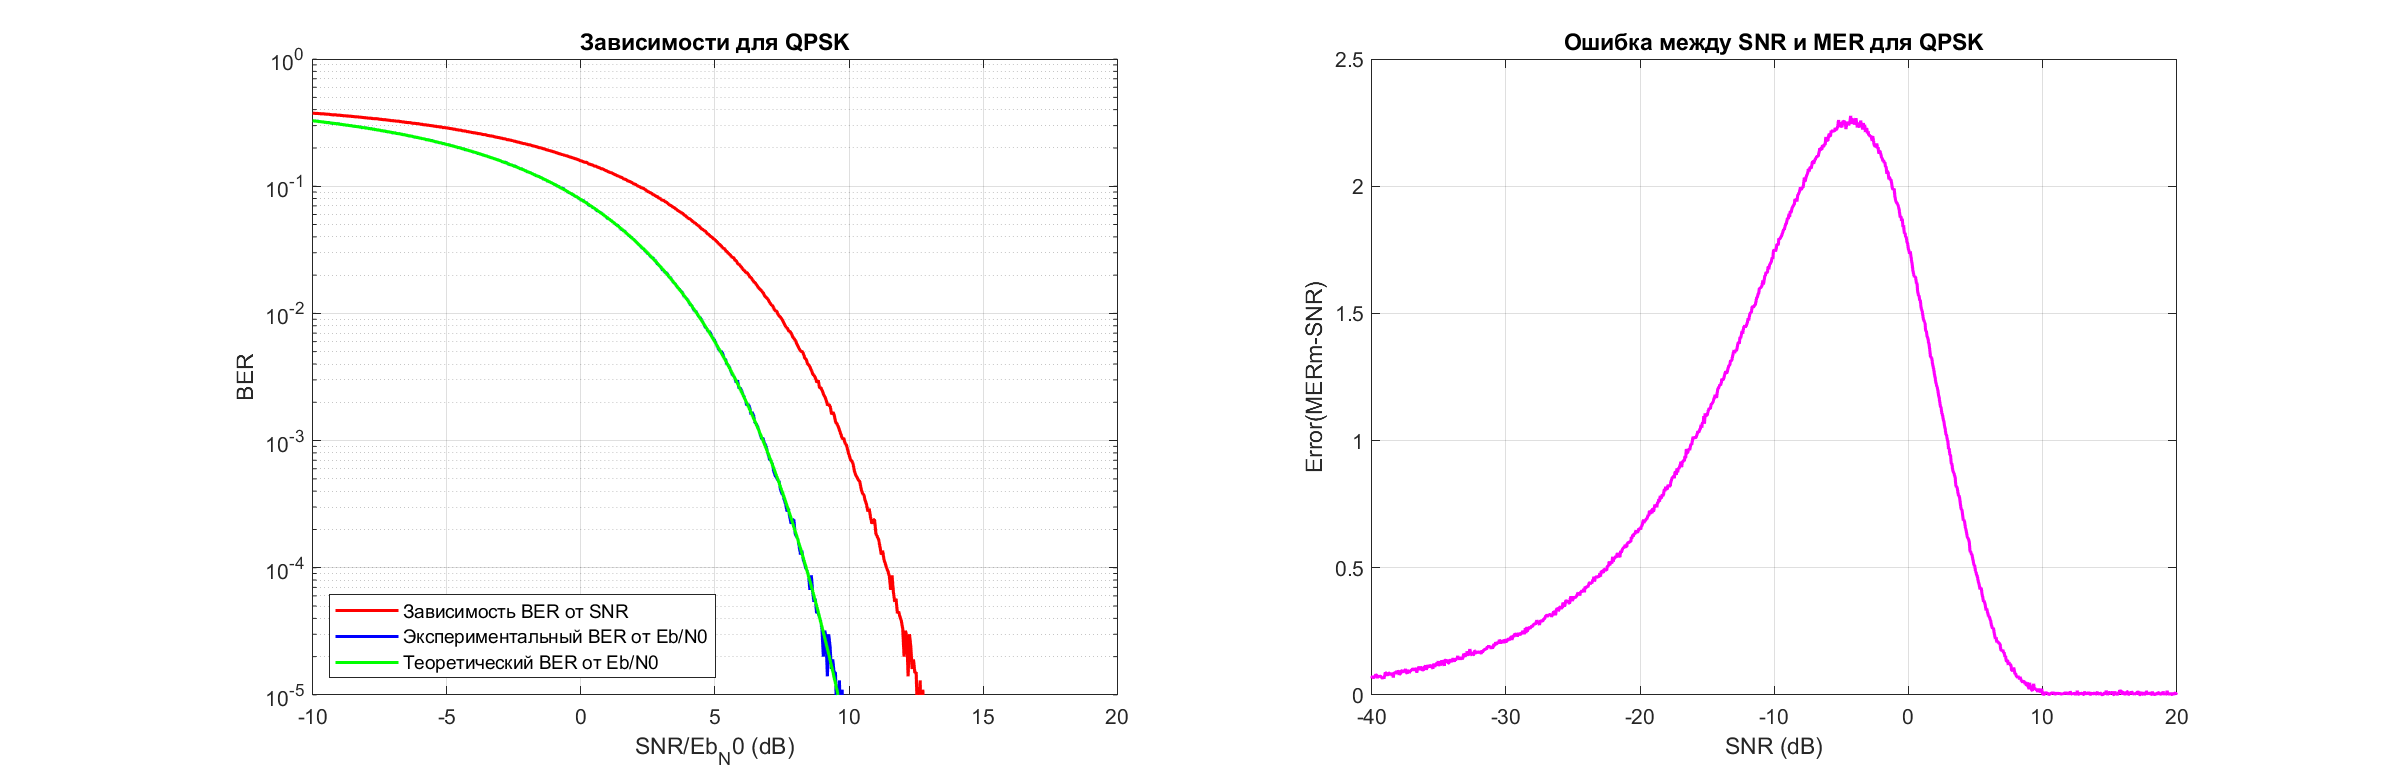 Зависимости для QPSK
10^0
10^-1
10^-2
10^-3
10^-4
10^-5
BER
Зависимость BER от SNR
Экспериментальный BER от Eb/N0
Теоретический BER от Eb/N0
-10 -5 0 5 10 15 20
SNR/Eb_N0 (dB)
Ошибка между SNR и MER для QPSK
2.5
2
1.5
1
0.5
0
Error(MERm-SNR)
-40 -30 -20 -10 0 10 20
SNR (dB)